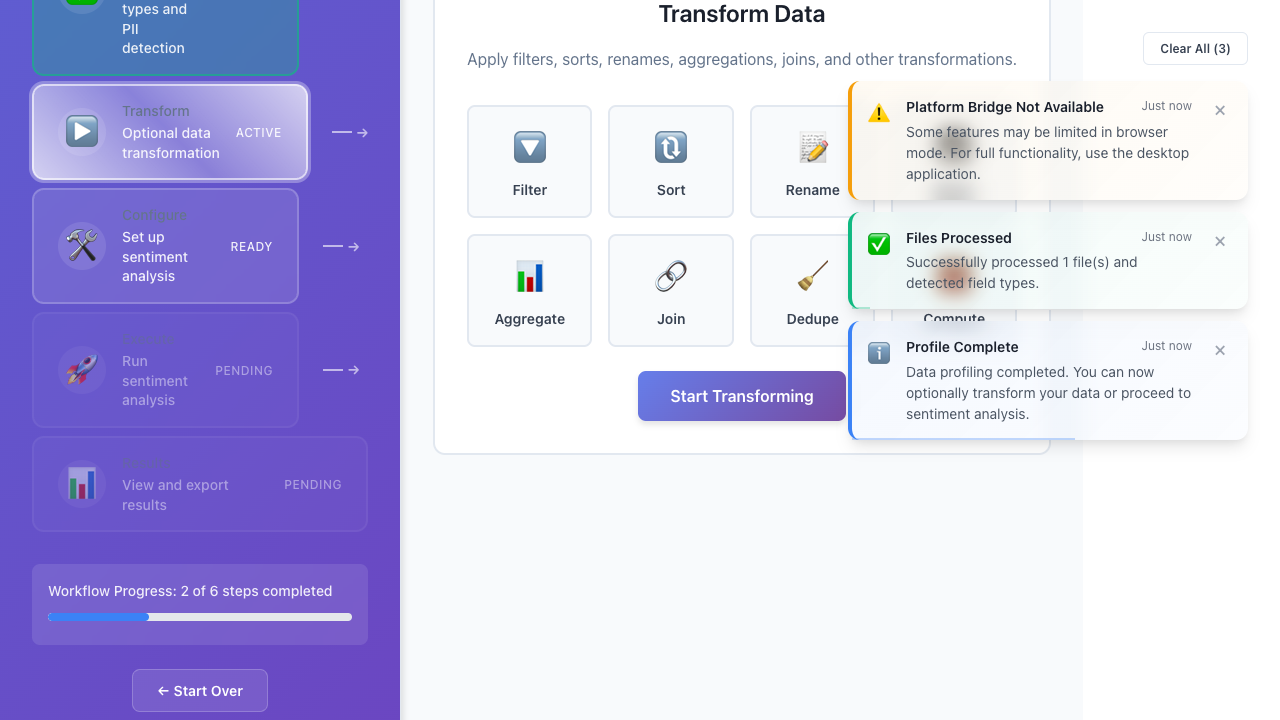 types and
PII
detection
Transform
Optional data
transformation
ACTIVE
Configure
Set up
sentiment
analysis
READY
Run
sentiment
analysis
PENDING
Results
View and export
results
PENDING
Workflow Progress: 2 of 6 steps completed
← Start Over
Transform Data
Apply filters, sorts, renames, aggregations, joins, and other transformations.
Filter
Sort
Rename
Aggregate
Join
Dedupe
Compute
Start Transforming
Clear All (3)
Platform Bridge Not Available
Just now
Some features may be limited in browser
mode. For full functionality, use the desktop
application.
Files Processed
Just now
Successfully processed 1 file(s) and
detected field types.
Profile Complete
Just now
Data profiling completed. You can now
optionally transform your data or proceed to
sentiment analysis.